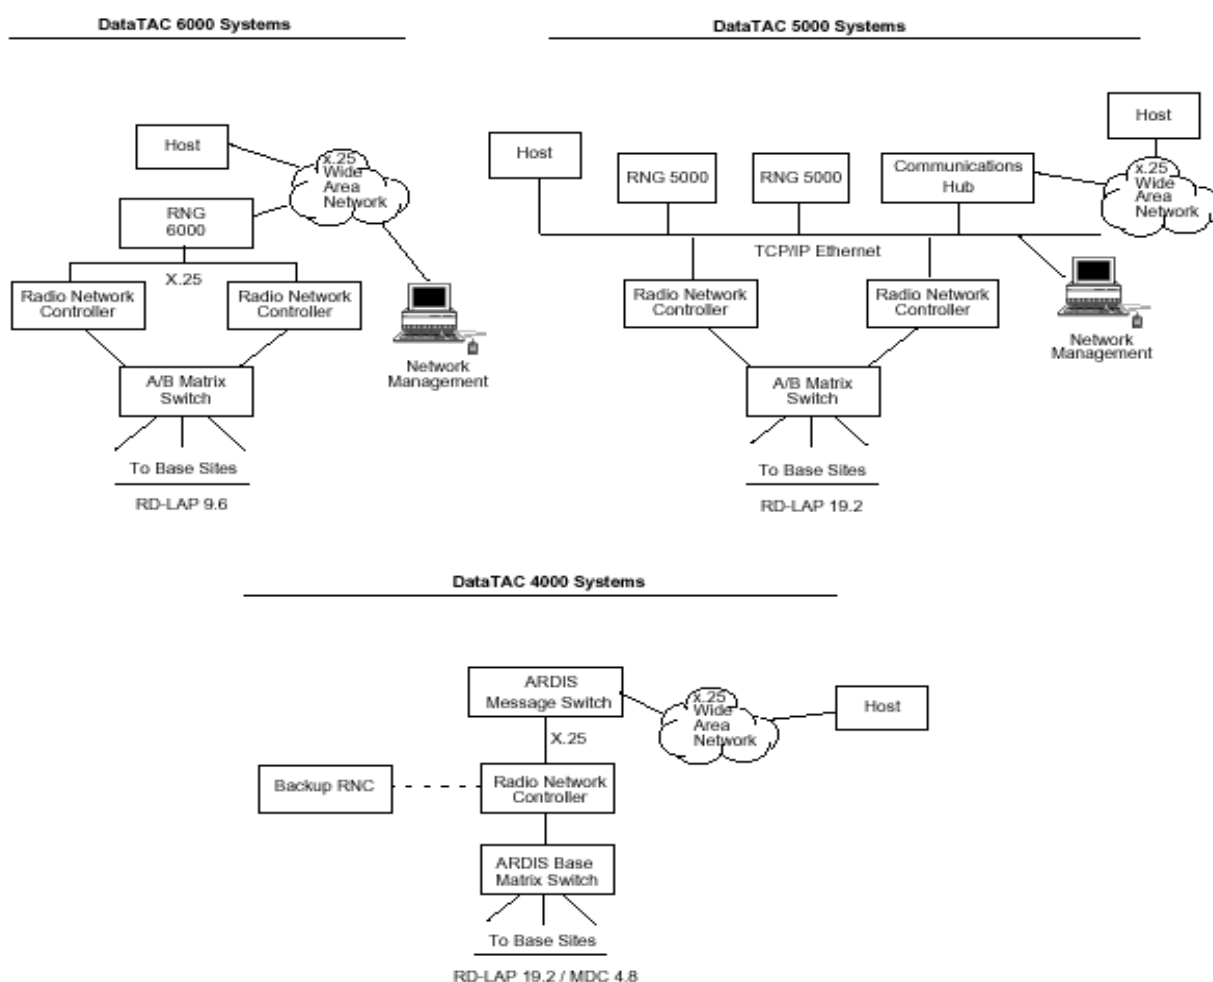 DataTAC 6000 Systems
Host
x.25
Wide
Area
Network
RNG
6000
X.25
Radio Network
Controller
Radio Network
Controller
Network
Management
A/B Matrix
Switch
To Base Sites
RD-LAP 9.6
DataTAC 5000 Systems
Host
Host
RNG 5000
RNG 5000
Communications
Hub
x.25
Wide
Area
Network
TCP/IP Ethernet
Radio Network
Controller
Radio Network
Controller
Network
Management
A/B Matrix
Switch
To Base Sites
RD-LAP 19.2
DataTAC 4000 Systems
ARDIS
Message Switch
x.25
Wide
Area
Network
Host
X.25
Backup RNC
Radio Network
Controller
ARDIS Base
Matrix Switch
To Base Sites
RD-LAP 19.2 / MDC 4.8